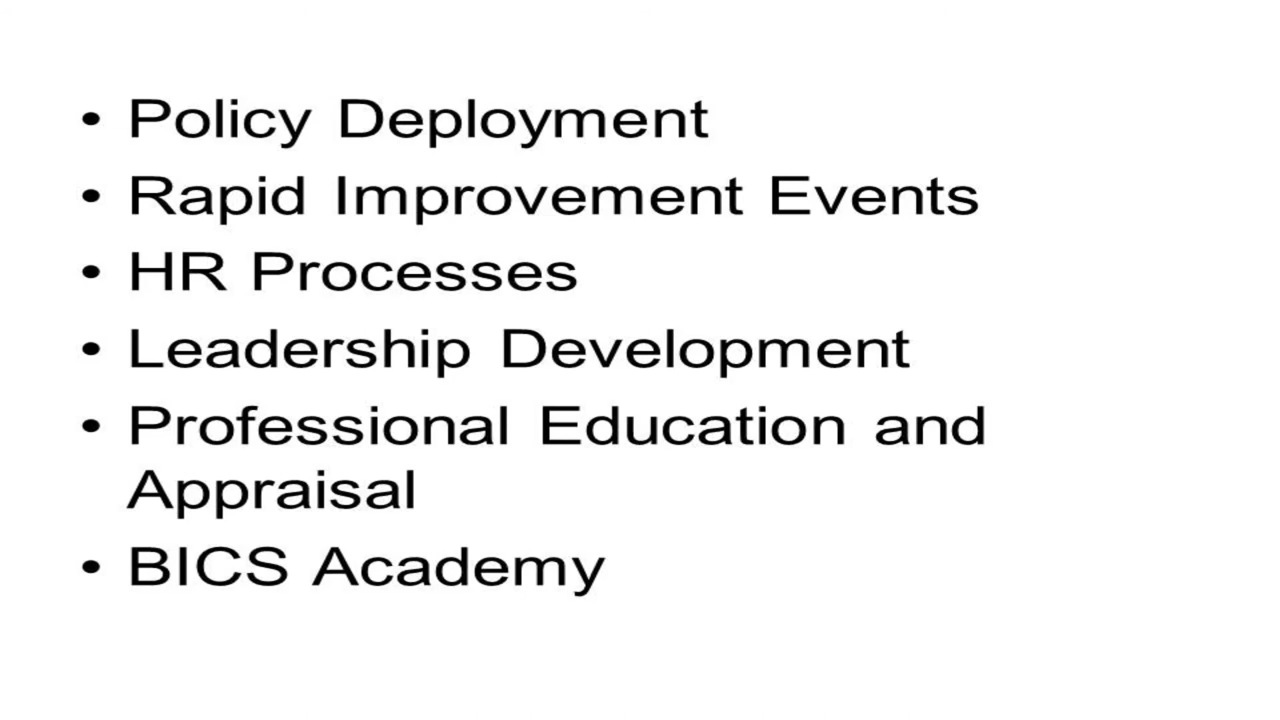 • Policy Deployment
• Rapid Improvement Events
• HR Processes
• Leadership Development
• Professional Education and
Appraisal
• BICS Academy